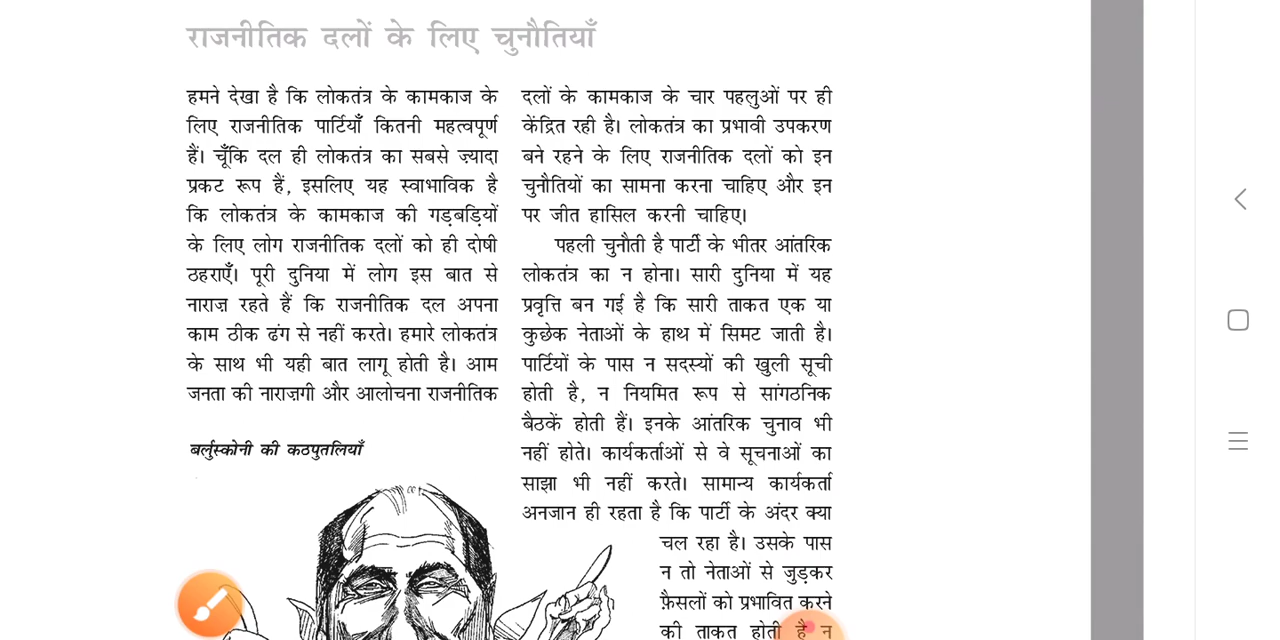 राजनीतिक दलों के लिए चुनौतियाँ
हमने देखा है कि लोकतंत्र के कामकाज के
लिए राजनीतिक पार्टियाँ कितनी महत्वपूर्ण
हैं। चूँकि दल ही लोकतंत्र का सबसे ज़्यादा
प्रकट रूप हैं, इसलिए यह स्वाभाविक है
कि लोकतंत्र के कामकाज की गड़बड़ियों
के लिए लोग राजनीतिक दलों को ही दोषी
ठहराएँ। पूरी दुनिया में लोग इस बात से
नाराज़ रहते हैं कि राजनीतिक दल अपना
काम ठीक ढंग से नहीं करते। हमारे लोकतंत्र
के साथ भी यही बात लागू होती है। आम
जनता की नाराज़गी और आलोचना राजनीतिक
दलों के कामकाज के चार पहलुओं पर ही
केंद्रित रही है। लोकतंत्र का प्रभावी उपकरण
बने रहने के लिए राजनीतिक दलों को इन
चुनौतियों का सामना करना चाहिए और इन
पर जीत हासिल करनी चाहिए।
पहली चुनौती है पार्टी के भीतर आंतरिक
लोकतंत्र का न होना। सारी दुनिया में यह
प्रवृत्ति बन गई है कि सारी ताकत एक या
कुछेक नेताओं के हाथ में सिमट जाती है।
पार्टियों के पास न सदस्यों की खुली सूची
होती है, न नियमित रूप से सांगठनिक
बैठकें होती हैं। इनके आंतरिक चुनाव भी
नहीं होते। कार्यकर्ताओं से वे सूचनाओं का
साझा भी नहीं करते। सामान्य कार्यकर्ता
अनजान ही रहता है कि पार्टी के अंदर क्या
चल रहा है। उसके पास
न तो नेताओं से जुड़कर
फ़ैसलों को प्रभावित करने
की ताकत होती है न
बर्लुस्कोनी की कठपुतलियाँ